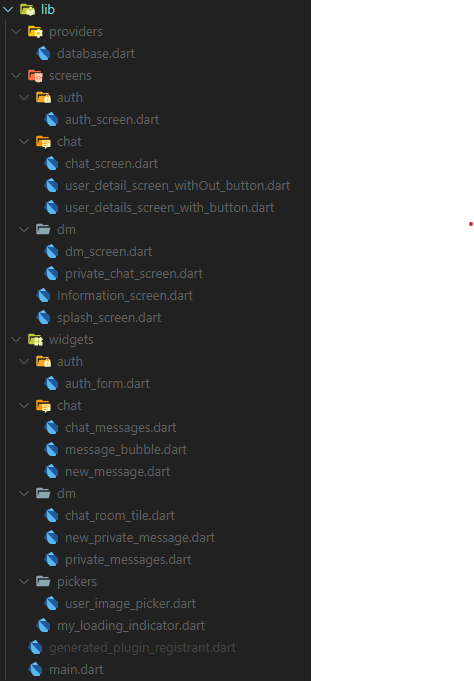 lib
providers
database.dart
screens
auth
auth_screen.dart
chat
chat_screen.dart
user_detail_screen_withOut_button.dart
user_details_screen_with_button.dart
dm
dm_screen.dart
private_chat_screen.dart
Information_screen.dart
splash_screen.dart
widgets
auth
auth_form.dart
chat
chat_messages.dart
message_bubble.dart
new_message.dart
dm
chat_room_tile.dart
new_private_message.dart
private_messages.dart
pickers
user_image_picker.dart
my_loading_indicator.dart
generated_plugin_registrant.dart
main.dart